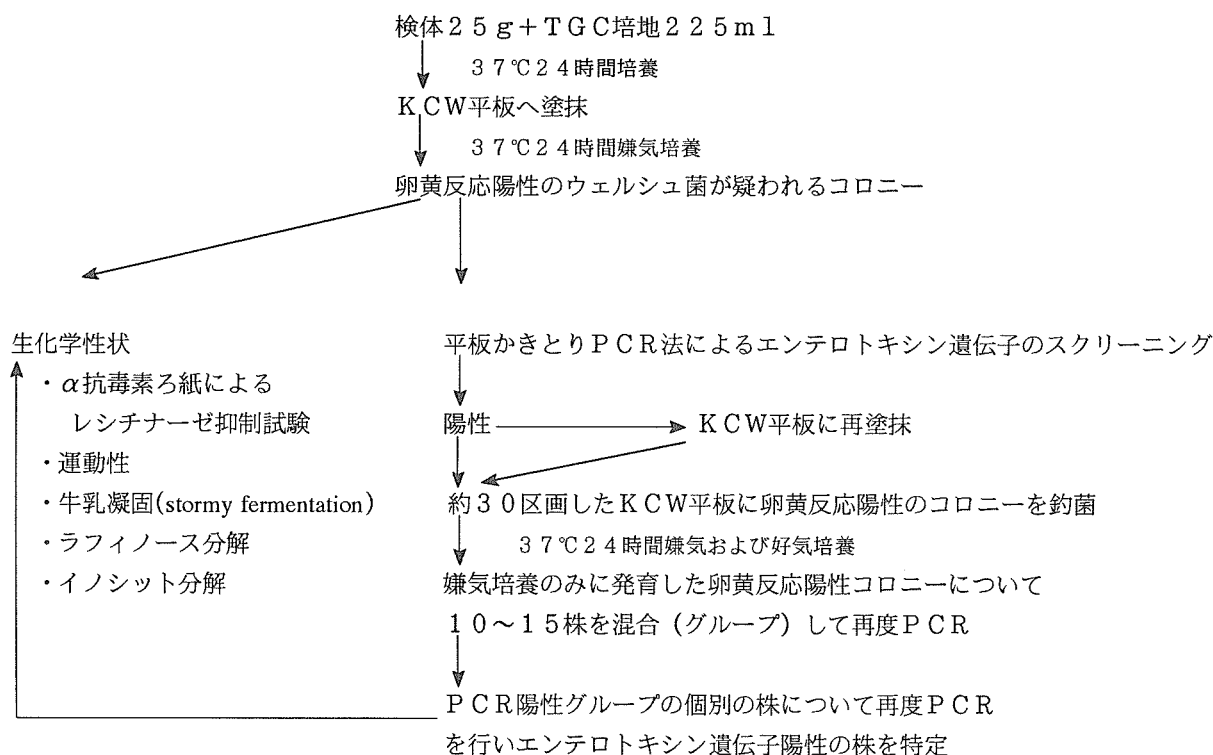 検体２５ｇ＋ＴＧＣ培地２２５ｍｌ
３７℃２４時間培養
ＫＣＷ平板へ塗抹
３７℃２４時間嫌気培養
卵黄反応陽性のウェルシュ菌が疑われるコロニー
生化学性状
・α抗毒素ろ紙による
レシチナーゼ抑制試験
・運動性
・牛乳凝固(stormy fermentation)
・ラフィノース分解
・イノシット分解
平板かきとりＰＣＲ法によるエンテロトキシン遺伝子のスクリーニング
陽性
ＫＣＷ平板に再塗抹
約３０区画したＫＣＷ平板に卵黄反応陽性のコロニーを釣菌
３７℃２４時間嫌気および好気培養
嫌気培養のみに発育した卵黄反応陽性コロニーについて
１０～１５株を混合（グループ）して再度ＰＣＲ
ＰＣＲ陽性グループの個別の株について再度ＰＣＲ
を行いエンテロトキシン遺伝子陽性の株を特定